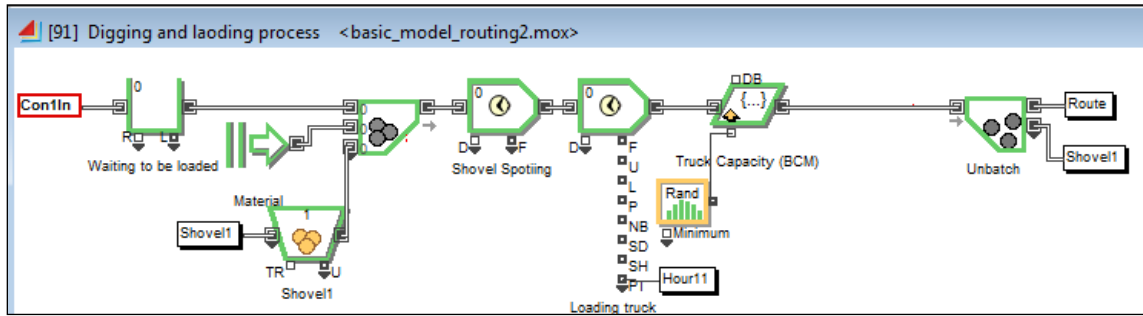 [91] Digging and laoding process <basic_model_routing2.mox>
Con1In
0
R
L
Waiting to be loaded
Material
0
0
0
Shovel1
1
TR
U
Shovel1
0
D
F
Shovel Spotiing
0
D
F
U
L
P
NB
SD
SH
PT
Loading truck
Hour11
DB
{...}
Truck Capacity (BCM)
Rand
Minimum
Unbatch
Route
Shovel1